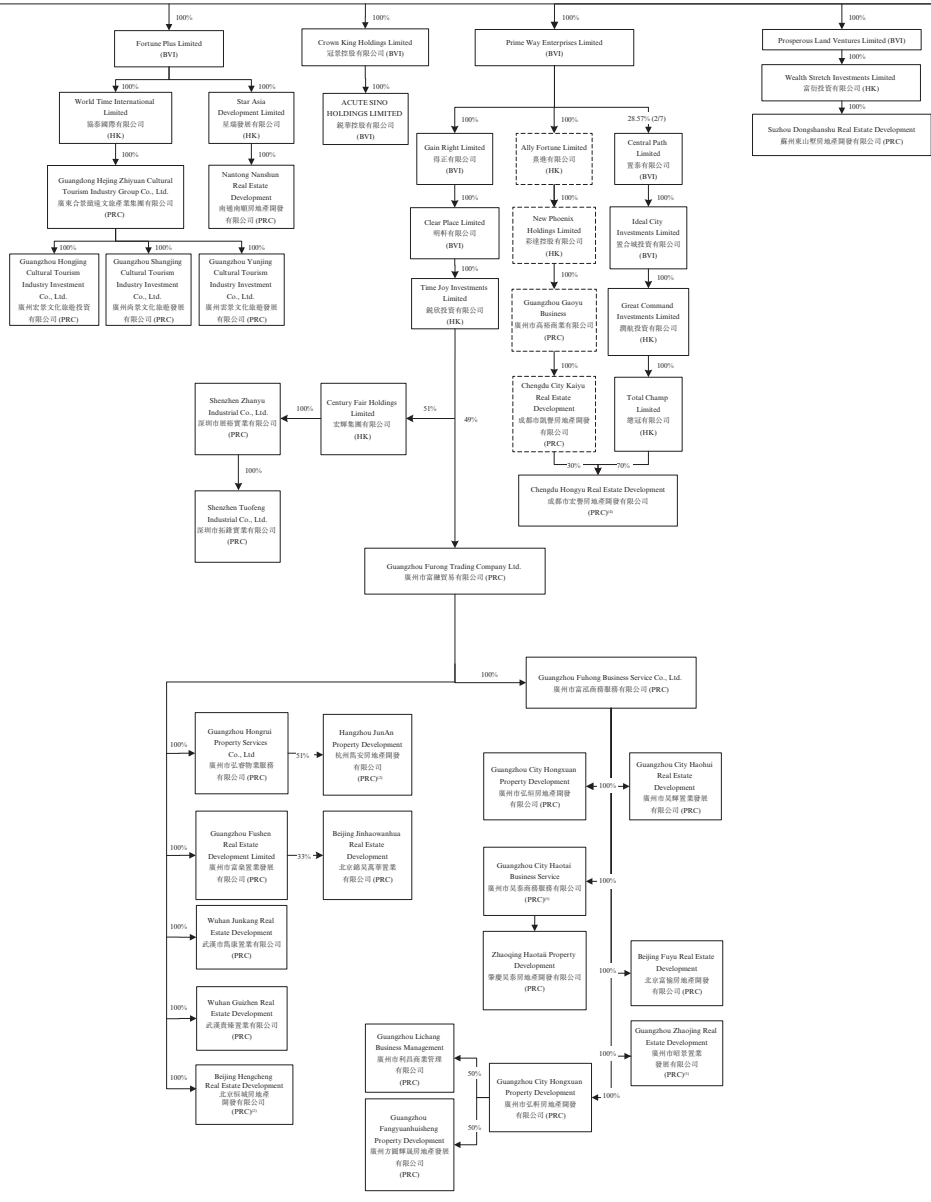 100%
100%
100%
100%
Fortune Plus Limited
(BVI)
Crown King Holdings Limited
冠景控股有限公司 (BVI)
Prime Way Enterprises Limited
(BVI)
Prosperous Land Ventures Limited (BVI)
100%
100%
100%
100%
World Time International
Limited
協泰國際有限公司
(HK)
Star Asia
Development Limited
星瑞發展有限公司
(HK)
ACUTE SINO
HOLDINGS LIMITED
銳華控股有限公司
(BVI)
Wealth Stretch Investments Limited
富衍投資有限公司 (HK)
100%
Suzhou Dongshanshu Real Estate Development
蘇州東山墅房地產開發有限公司 (PRC)
100%
100%
28.57% (2/7)
Gain Right Limited
得正有限公司
(BVI)
Ally Fortune Limited
(HK)
Central Path
Limited
置泰有限公司
(BVI)
100%
100%
Guangdong Hejing Zhiyuan Cultural
Tourism Industry Group Co., Ltd.
(PRC)
Nantong Nanshun
Real Estate
Development
南通南順房地產開發
有限公司 (PRC)
100%
100%
100%
Clear Place Limited
明軒有限公司
(BVI)
New Phoenix
Holdings Limited
彩達控股有限公司
(HK)
Ideal City
Investments Limited
置合城投資有限公司
(BVI)
100%
100%
100%
Guangzhou Hongjing
Cultural Tourism
Industry Investment
Co., Ltd.
廣州宏景文化旅遊投資
有限公司 (PRC)
Guangzhou Shangjing
Cultural Tourism
Industry Investment
Co., Ltd.
廣州尚景文化旅遊發展
有限公司 (PRC)
Guangzhou Yunjing
Cultural Tourism
Industry Investment
Co., Ltd.
廣州雲景文化旅遊發展
有限公司 (PRC)
100%
100%
100%
Time Joy Investments
Limited
銳欣投資有限公司
(HK)
Guangzhou Gaoyu
Business
廣州市高裕商業有限公司
(PRC)
Great Command
Investments Limited
潤航投資有限公司
(HK)
100%
100%
Shenzhen Zhanyu
Industrial Co., Ltd.
深圳市展裕實業有限公司
(PRC)
100%
Century Fair Holdings
Limited
宏輝集團有限公司
(HK)
51%
49%
Chengdu City Kaiyu
Real Estate
Development
成都市凱譽房地產開發
有限公司
(PRC)
Total Champ
Limited
總冠有限公司
(HK)
100%
30%
70%
Shenzhen Tuofeng
Industrial Co., Ltd.
深圳市拓鋒實業有限公司
(PRC)
Chengdu Hongyu Real Estate Development
成都市宏譽房地產開發有限公司
(PRC)⁽⁴⁾
Guangzhou Furong Trading Company Ltd.
廣州市富融貿易有限公司 (PRC)
100%
Guangzhou Fuhong Business Service Co., Ltd.
廣州市富泓商務服務有限公司 (PRC)
100%
Guangzhou Hongrui
Property Services
Co., Ltd
廣州市弘睿物業服務
有限公司 (PRC)
51%
Hangzhou JunAn
Property Development
杭州雋安房地產開發
有限公司
(PRC)⁽²⁾
Guangzhou City Hongxuan
Property Development
廣州市弘烜房地產開發
有限公司 (PRC)
100%
Guangzhou City Haohui
Real Estate
Development
廣州市昊輝置業發展
有限公司
(PRC)
100%
Guangzhou Fushen
Real Estate
Development Limited
廣州市富燊置業發展
有限公司 (PRC)
33%
Beijing Jinhaowanhua
Real Estate
Development
北京錦昊萬華置業
有限公司 (PRC)
Guangzhou City Haotai
Business Service
廣州市昊泰商務服務有限公司
(PRC)⁽⁵⁾
100%
100%
Wuhan Junkang Real
Estate Development
武漢市雋康置業有限公司
(PRC)
Zhaoqing Haotaii Property
Development
肇慶昊泰房地產開發有限公司
(PRC)
100%
Beijing Fuyu Real Estate
Development
北京富愉房地產開發
有限公司 (PRC)
100%
Wuhan Guizhen Real
Estate Development
武漢貴臻置業有限公司
(PRC)
Guangzhou Lichang
Business Management
廣州市利昌商業管理
有限公司
(PRC)
100%
Guangzhou Zhaojing Real
Estate Development
廣州市昭景置業
發展有限公司
(PRC)⁽⁵⁾
100%
Beijing Hengcheng
Real Estate Development
北京恒城房地產
開發有限公司
(PRC)⁽²⁾
50%
50%
Guangzhou City Hongxuan
Property Development
廣州市弘軒房地產開發
有限公司 (PRC)
100%
Guangzhou
Fangyuanhuisheng
Property Development
廣州方圓輝晟房地產發展
有限公司
(PRC)